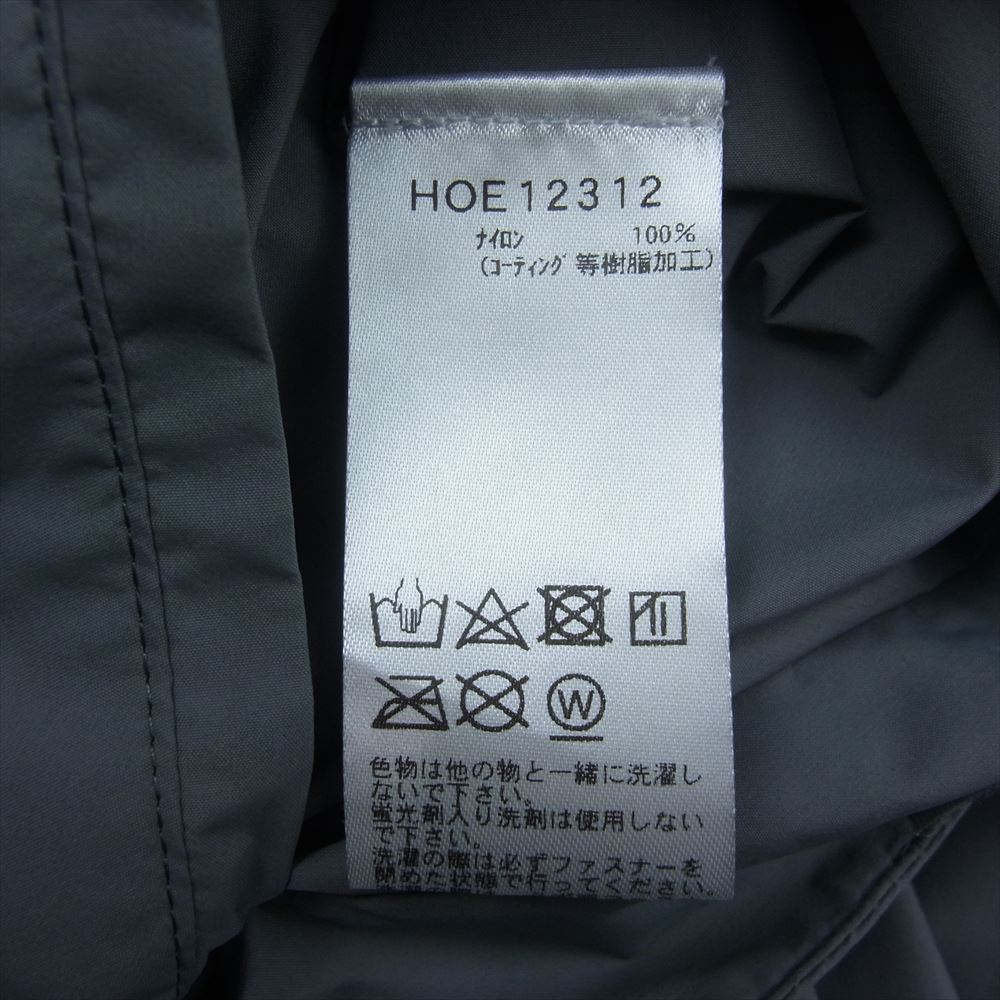 HOE12312
ナイロン 100%
(コーティング 等樹脂加工)
W
色物は他の物と一緒に洗濯し
ないで下さい。
蛍光剤入り洗剤は使用しない
で下さい。
洗濯の際は必ずファスナーを
閉めた状態で行ってください。